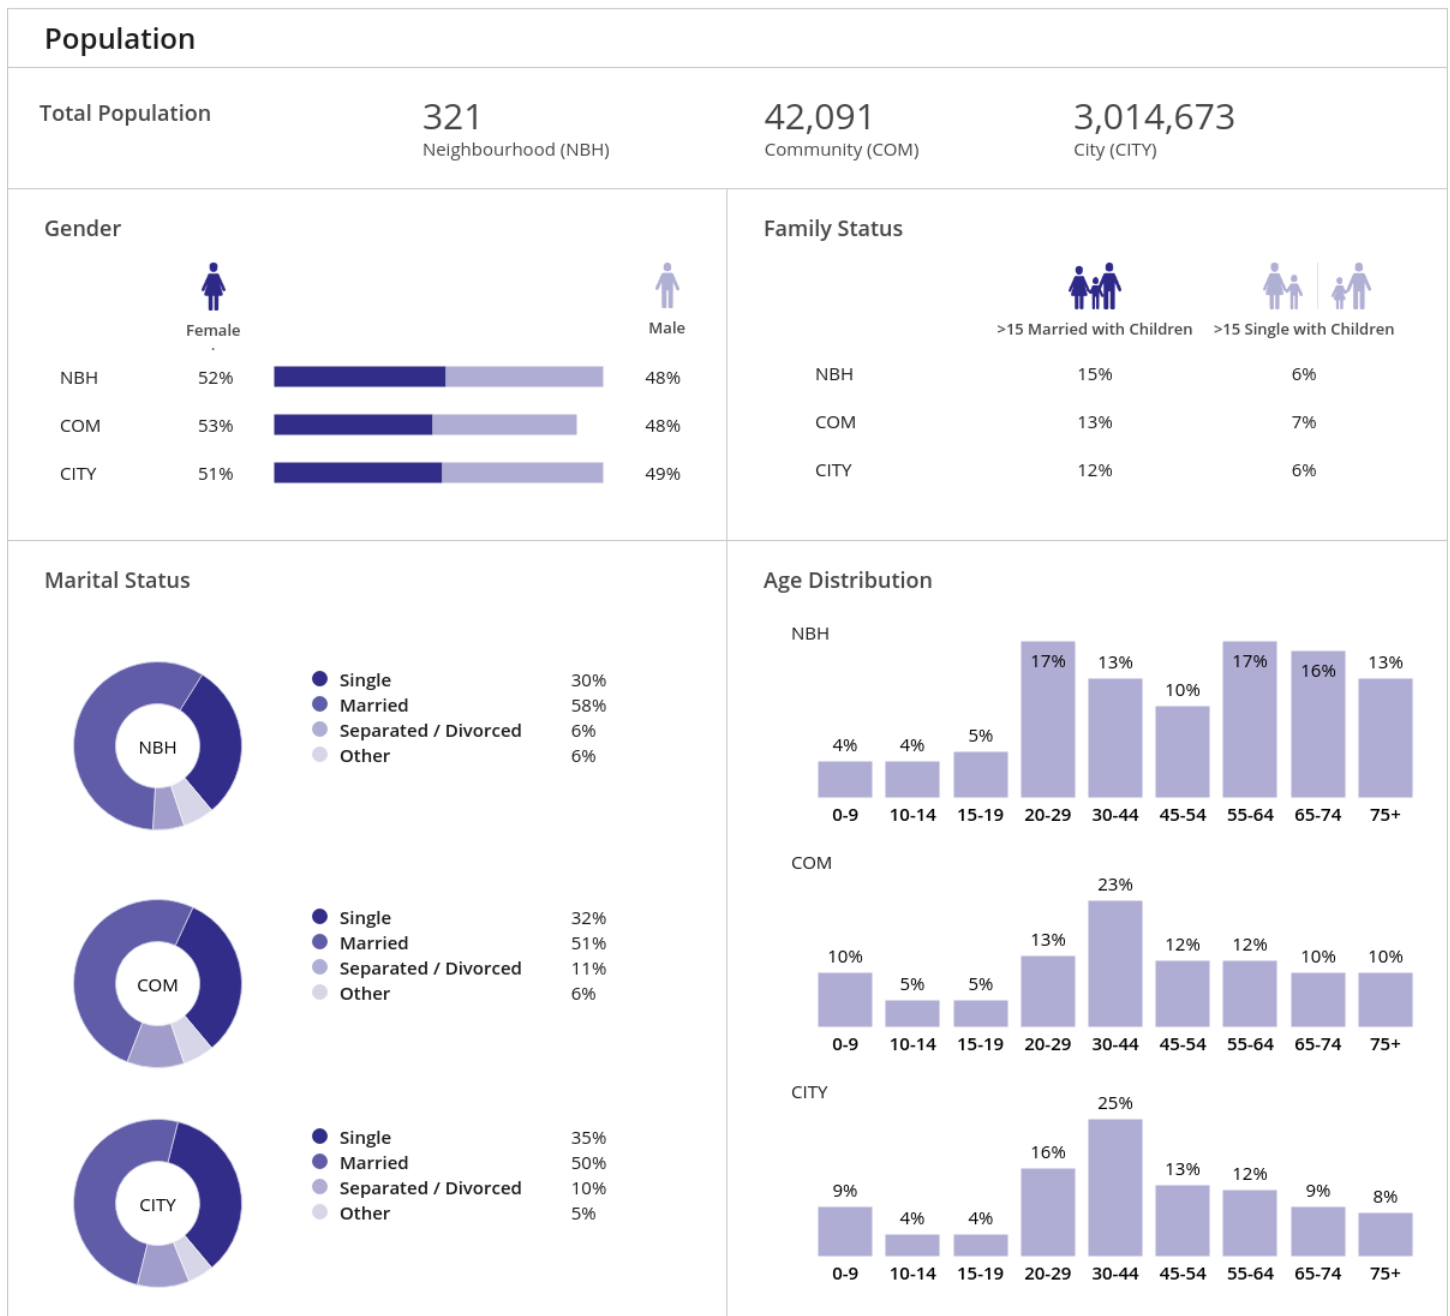 Population
Total Population
321
Neighbourhood (NBH)
42,091
Community (COM)
3,014,673
City (CITY)
Gender
Female
.
Male
NBH 52% 48%
COM 53% 48%
CITY 51% 49%
Family Status
>15 Married with Children >15 Single with Children
NBH 15% 6%
COM 13% 7%
CITY 12% 6%
Marital Status
NBH
Single 30%
Married 58%
Separated / Divorced 6%
Other 6%
COM
Single 32%
Married 51%
Separated / Divorced 11%
Other 6%
CITY
Single 35%
Married 50%
Separated / Divorced 10%
Other 5%
Age Distribution
NBH
4% 4% 5% 17% 13% 10% 17% 16% 13%
0-9 10-14 15-19 20-29 30-44 45-54 55-64 65-74 75+
COM
10% 5% 5% 13% 23% 12% 12% 10% 10%
0-9 10-14 15-19 20-29 30-44 45-54 55-64 65-74 75+
CITY
9% 4% 4% 16% 25% 13% 12% 9% 8%
0-9 10-14 15-19 20-29 30-44 45-54 55-64 65-74 75+